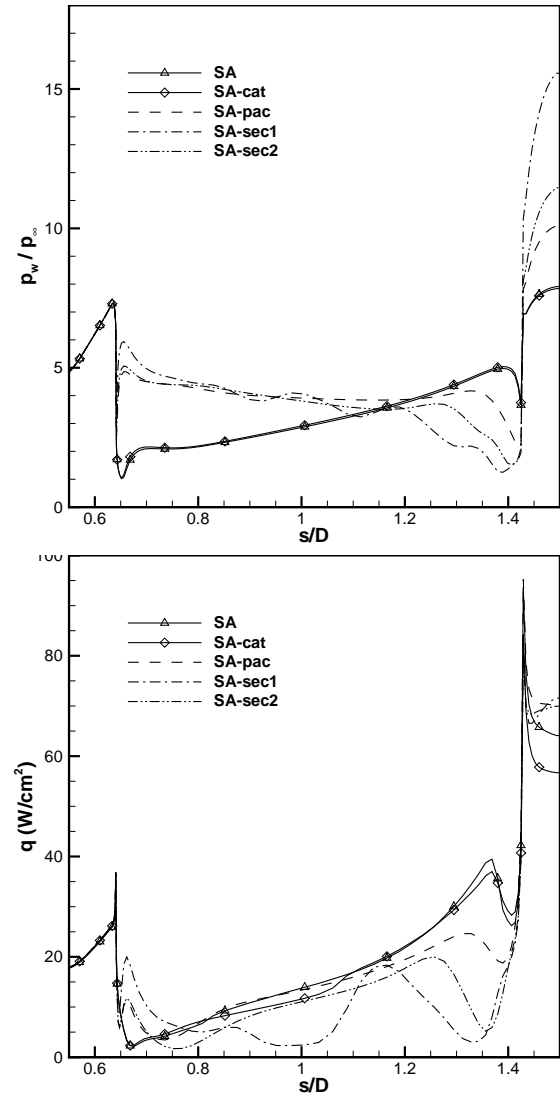 SA
SA-cat
SA-pac
SA-sec1
SA-sec2
15
10
5
0
p_w / p_∞
0.6 0.8 1 1.2 1.4
s/D
100
SA
SA-cat
SA-pac
SA-sec1
SA-sec2
80
60
40
20
0
q (W/cm²)
0.6 0.8 1 1.2 1.4
s/D